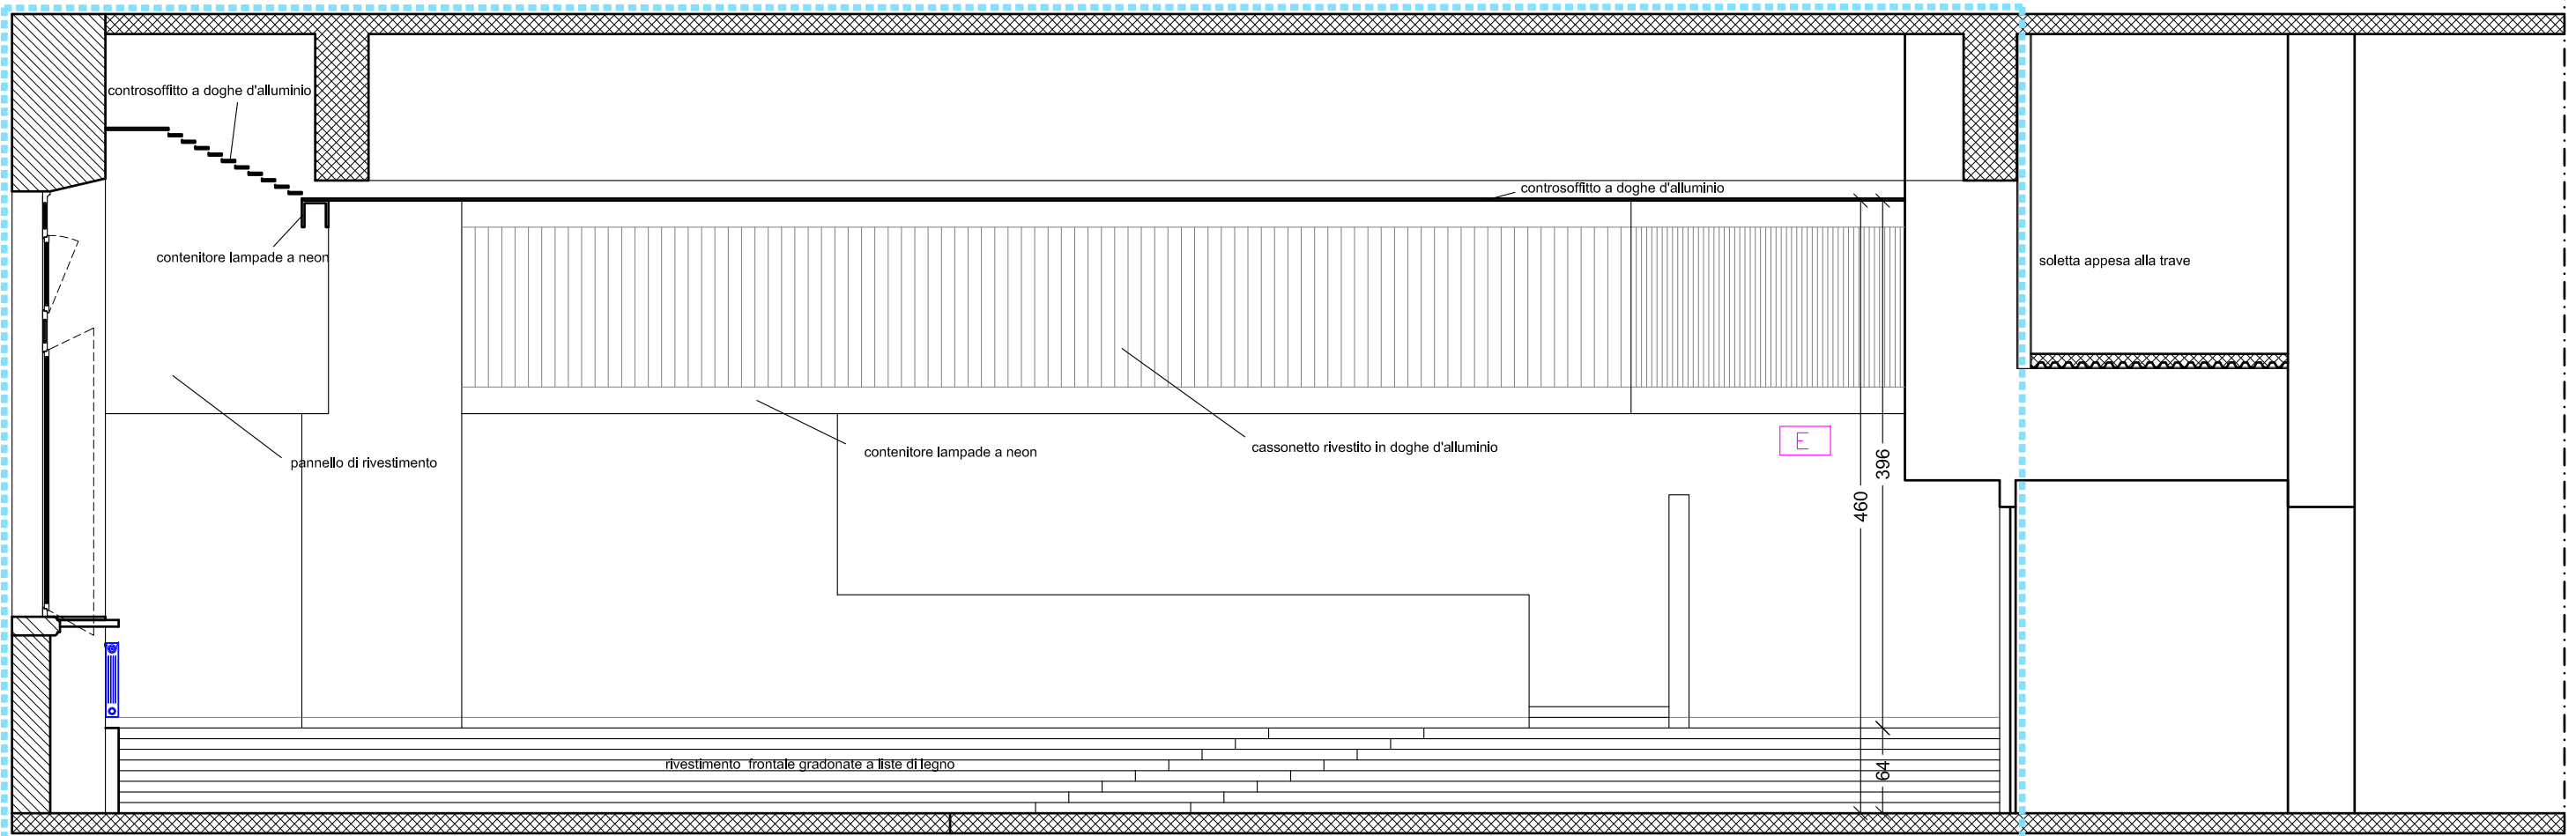 controsoffitto a doghe d'alluminio
controsoffitto a doghe d'alluminio
contenitore lampade a neon
soletta appesa alla trave
E
cassonetto rivestito in doghe d'alluminio
contenitore lampade a neon
pannello di rivestimento
396
460
rivestimento frontale gradonate a liste di legno
64